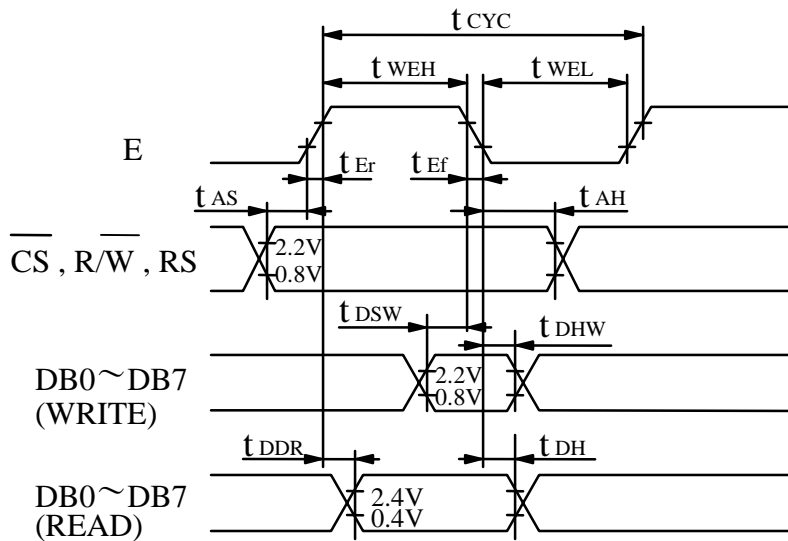 t CYC
t WEH
t WEL
E
t Er
t Ef
t AS
t AH
CS , R/W , RS
2.2V
0.8V
t DSW
t DHW
DB0~DB7
(WRITE)
2.2V
0.8V
t DDR
t DH
DB0~DB7
(READ)
2.4V
0.4V